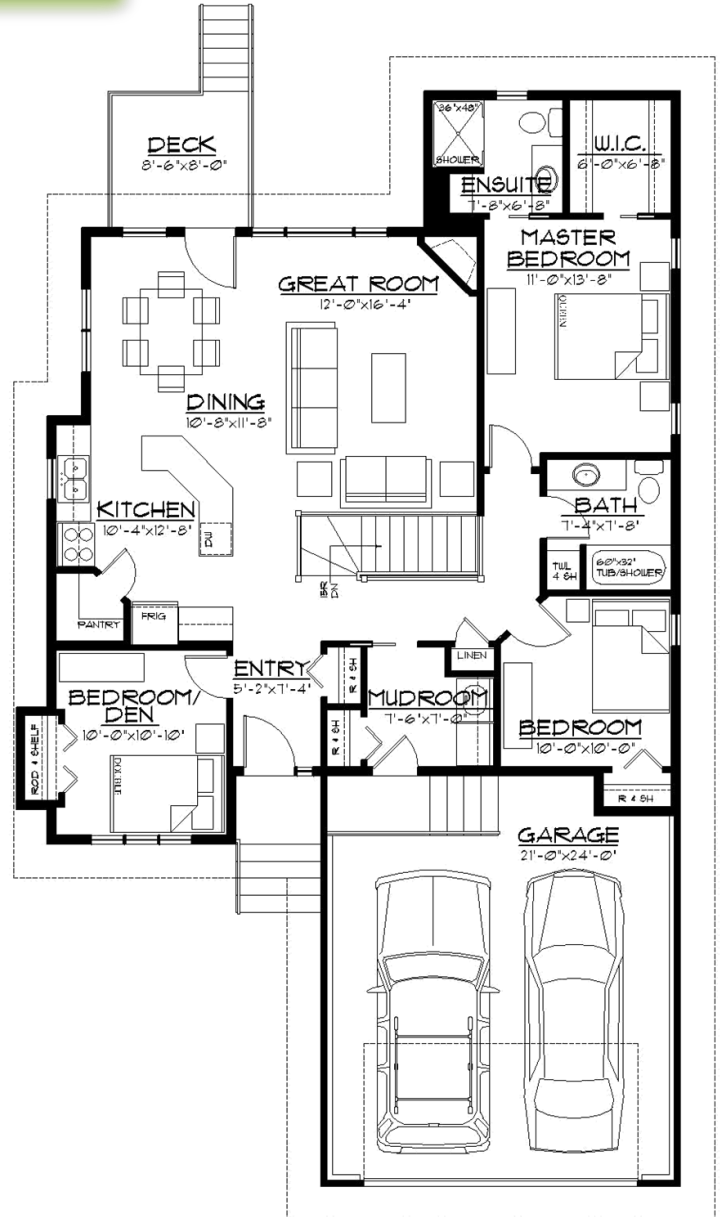 DECK
8'-6"x8'-0"
36"x48"
SHOWER
ENSUITE
7'-8"x6'-8"
W.I.C.
6'-0"x6'-8"
MASTER
BEDROOM
11'-0"x13'-8"
QUEEN
GREAT ROOM
12'-0"x16'-4"
DINING
10'-8"x11'-8"
KITCHEN
10'-4"x12'-8"
DW
BATH
7'-4"x7'-8"
TWL
4 SH
60"x32"
TUB/SHOWER
DN
PANTRY
FRIG
LINEN
ENTRY
5'-2"x7'-4"
R & SH
MUDROOM
7'-6"x7'-0"
R & SH
BEDROOM/
DEN
10'-0"x10'-10"
ROD & SHELF
DOUBLE
BEDROOM
10'-0"x10'-0"
R & SH
GARAGE
21'-0"x24'-0"